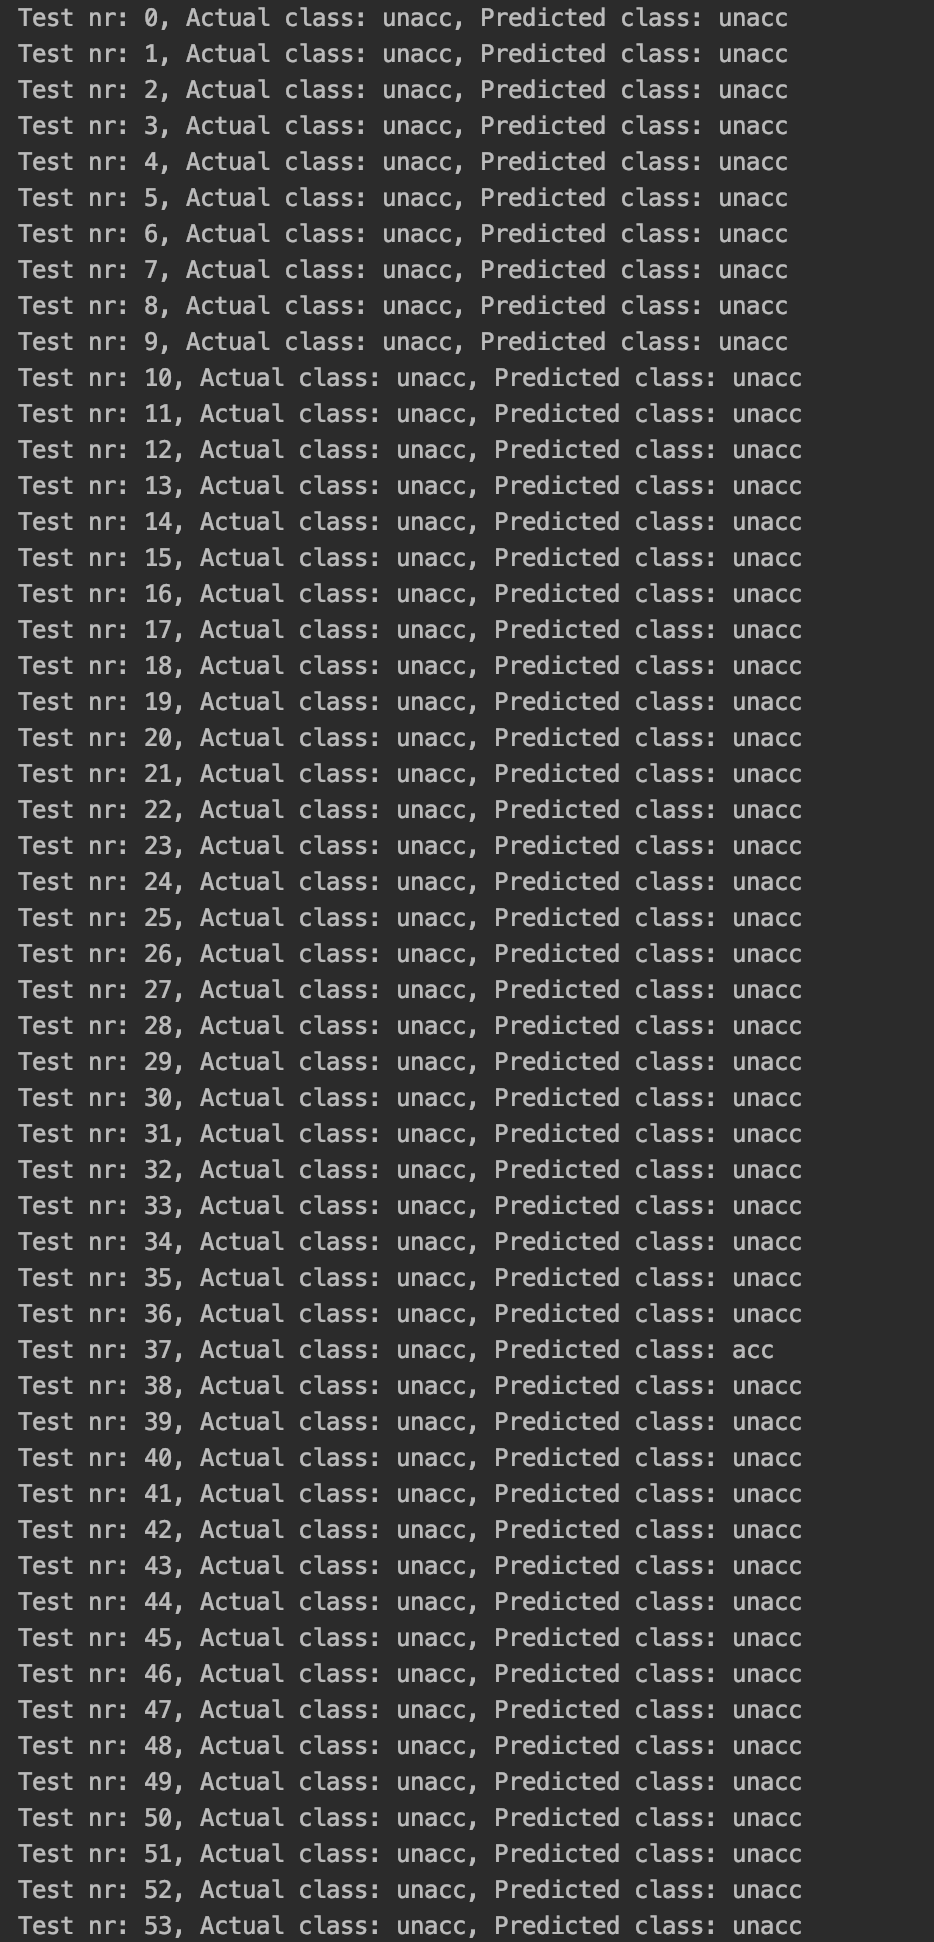 Test nr: 0, Actual class: unacc, Predicted class: unacc
Test nr: 1, Actual class: unacc, Predicted class: unacc
Test nr: 2, Actual class: unacc, Predicted class: unacc
Test nr: 3, Actual class: unacc, Predicted class: unacc
Test nr: 4, Actual class: unacc, Predicted class: unacc
Test nr: 5, Actual class: unacc, Predicted class: unacc
Test nr: 6, Actual class: unacc, Predicted class: unacc
Test nr: 7, Actual class: unacc, Predicted class: unacc
Test nr: 8, Actual class: unacc, Predicted class: unacc
Test nr: 9, Actual class: unacc, Predicted class: unacc
Test nr: 10, Actual class: unacc, Predicted class: unacc
Test nr: 11, Actual class: unacc, Predicted class: unacc
Test nr: 12, Actual class: unacc, Predicted class: unacc
Test nr: 13, Actual class: unacc, Predicted class: unacc
Test nr: 14, Actual class: unacc, Predicted class: unacc
Test nr: 15, Actual class: unacc, Predicted class: unacc
Test nr: 16, Actual class: unacc, Predicted class: unacc
Test nr: 17, Actual class: unacc, Predicted class: unacc
Test nr: 18, Actual class: unacc, Predicted class: unacc
Test nr: 19, Actual class: unacc, Predicted class: unacc
Test nr: 20, Actual class: unacc, Predicted class: unacc
Test nr: 21, Actual class: unacc, Predicted class: unacc
Test nr: 22, Actual class: unacc, Predicted class: unacc
Test nr: 23, Actual class: unacc, Predicted class: unacc
Test nr: 24, Actual class: unacc, Predicted class: unacc
Test nr: 25, Actual class: unacc, Predicted class: unacc
Test nr: 26, Actual class: unacc, Predicted class: unacc
Test nr: 27, Actual class: unacc, Predicted class: unacc
Test nr: 28, Actual class: unacc, Predicted class: unacc
Test nr: 29, Actual class: unacc, Predicted class: unacc
Test nr: 30, Actual class: unacc, Predicted class: unacc
Test nr: 31, Actual class: unacc, Predicted class: unacc
Test nr: 32, Actual class: unacc, Predicted class: unacc
Test nr: 33, Actual class: unacc, Predicted class: unacc
Test nr: 34, Actual class: unacc, Predicted class: unacc
Test nr: 35, Actual class: unacc, Predicted class: unacc
Test nr: 36, Actual class: unacc, Predicted class: unacc
Test nr: 37, Actual class: unacc, Predicted class: acc
Test nr: 38, Actual class: unacc, Predicted class: unacc
Test nr: 39, Actual class: unacc, Predicted class: unacc
Test nr: 40, Actual class: unacc, Predicted class: unacc
Test nr: 41, Actual class: unacc, Predicted class: unacc
Test nr: 42, Actual class: unacc, Predicted class: unacc
Test nr: 43, Actual class: unacc, Predicted class: unacc
Test nr: 44, Actual class: unacc, Predicted class: unacc
Test nr: 45, Actual class: unacc, Predicted class: unacc
Test nr: 46, Actual class: unacc, Predicted class: unacc
Test nr: 47, Actual class: unacc, Predicted class: unacc
Test nr: 48, Actual class: unacc, Predicted class: unacc
Test nr: 49, Actual class: unacc, Predicted class: unacc
Test nr: 50, Actual class: unacc, Predicted class: unacc
Test nr: 51, Actual class: unacc, Predicted class: unacc
Test nr: 52, Actual class: unacc, Predicted class: unacc
Test nr: 53, Actual class: unacc, Predicted class: unacc